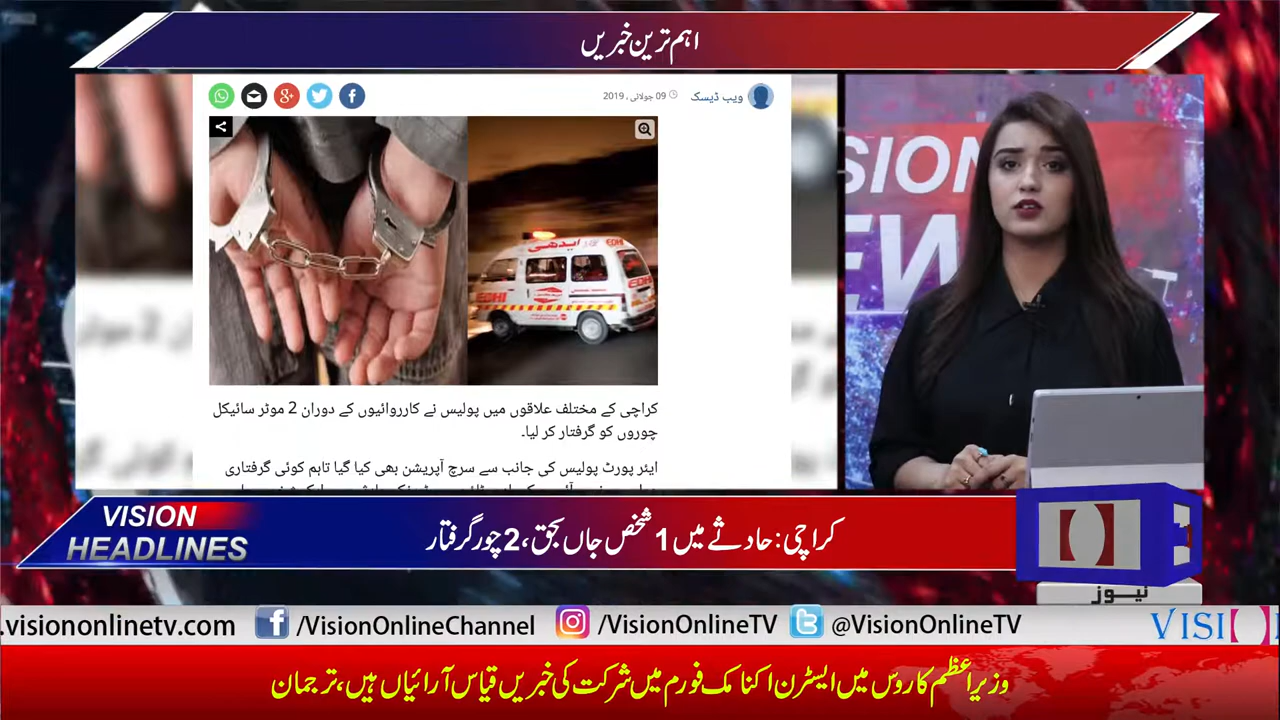 اہم ترین خبریں
ویب ڈیسک
09 جولائی , 2019
SION
NEW
ایدھی
EDHI
EDHI
EDHI
کراچی کے مختلف علاقوں میں پولیس نے کارروائیوں کے دوران 2 موٹر سائیکل
چوروں کو گرفتار کر لیا۔
ایئر پورٹ پولیس کی جانب سے سرچ آپریشن بھی کیا گیا تاہم کوئی گرفتاری
VISION
HEADLINES
کراچی: حادثے میں 1 شخص جاں بحق، 2 چور گرفتار
نیوز
.visiononlinetv.com
/VisionOnlineChannel
/VisionOnlineTV
@VisionOnlineTV
VISI
وزیراعظم کا روس میں ایسٹرن اکنامک فورم میں شرکت کی خبریں قیاس آرائیاں ہیں، ترجمان